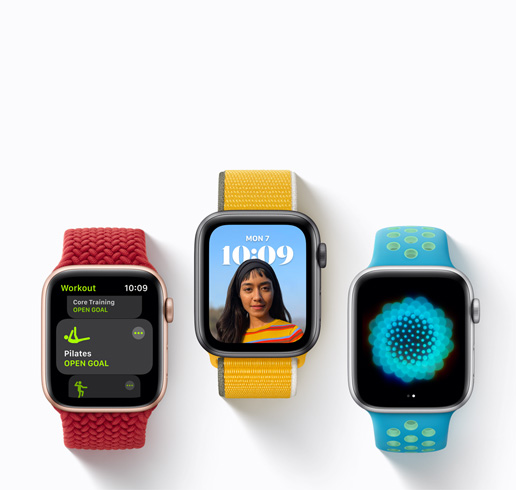 Workout 10:09
Core Training
OPEN GOAL
Pilates
OPEN GOAL
MON 7
10:09